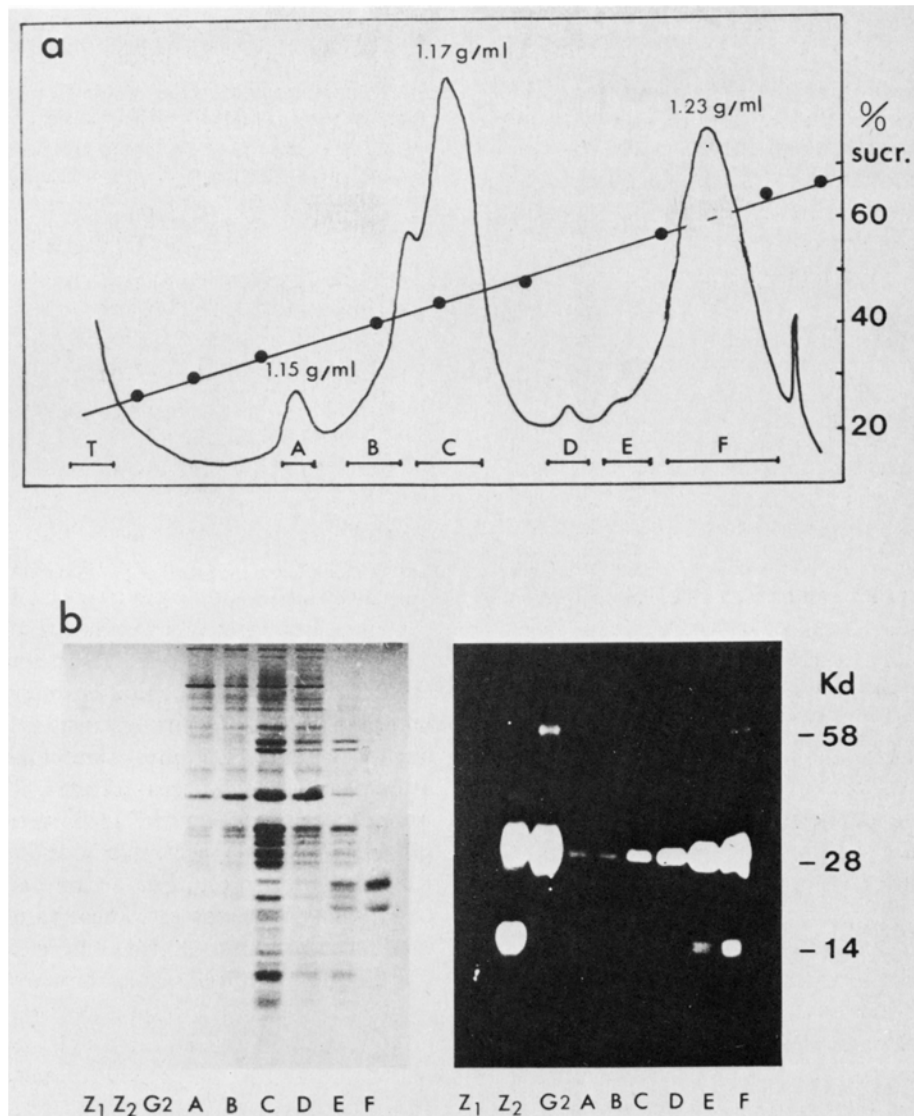 a
1.17 g/ml
1.23 g/ml
%
sucr.
60
1.15 g/ml
40
20
T A B C D E F
b
Kd
-58
-28
-14
Z₁ Z₂ G2 A B C D E F
Z₁ Z₂ G2 A B C D E F